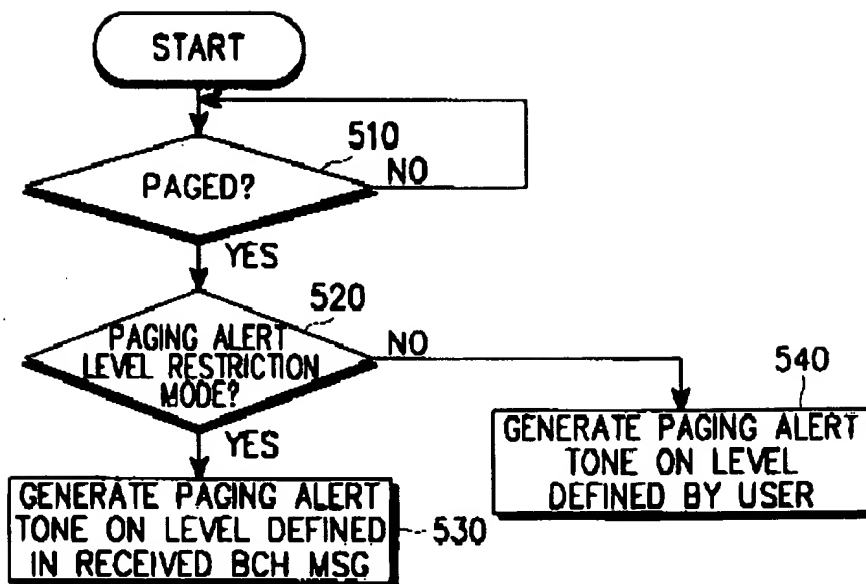 START
510
PAGED?
NO
YES
520
PAGING ALERT
LEVEL RESTRICTION
MODE?
NO
YES
540
GENERATE PAGING ALERT
TONE ON LEVEL
DEFINED BY USER
GENERATE PAGING ALERT
TONE ON LEVEL DEFINED
IN RECEIVED BCH MSG
530